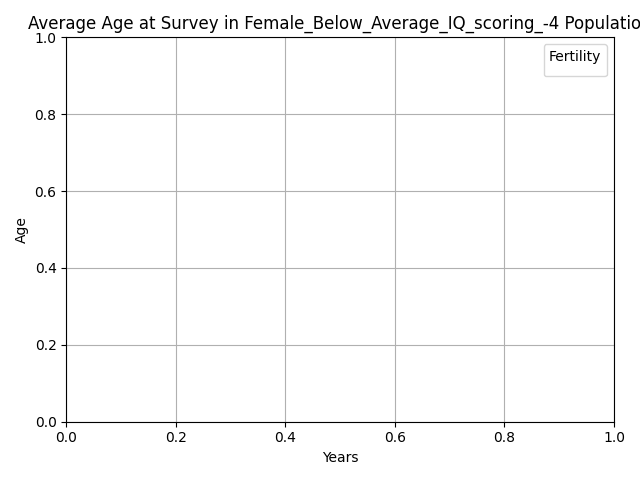 Average Age at Survey in Female_Below_Average_IQ_scoring_-4 Populatio
1.0
Fertility
0.8
0.6
Age
0.4
0.2
0.0
0.0 0.2 0.4 0.6 0.8 1.0
Years